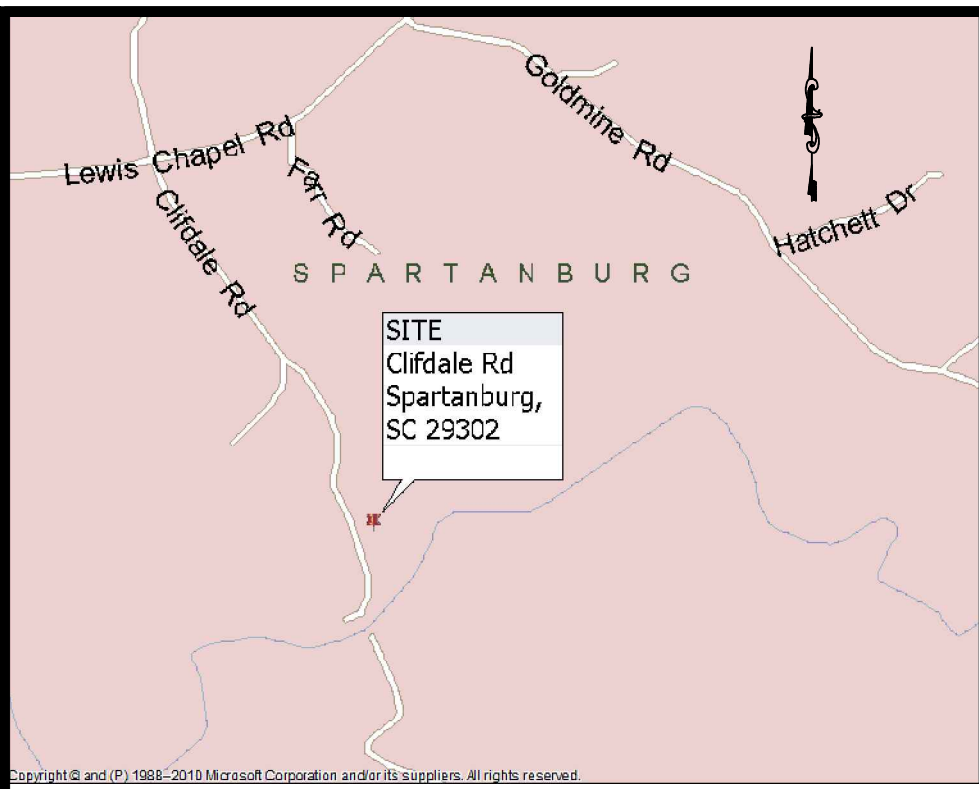 Goldmine Rd
Lewis Chapel Rd
Farr Rd
Clifdale Rd
Hatchett Dr
SPARTANBURG
SITE
Clifdale Rd
Spartanburg,
SC 29302
Copyright © and (P) 1988–2010 Microsoft Corporation and/or its suppliers. All rights reserved.